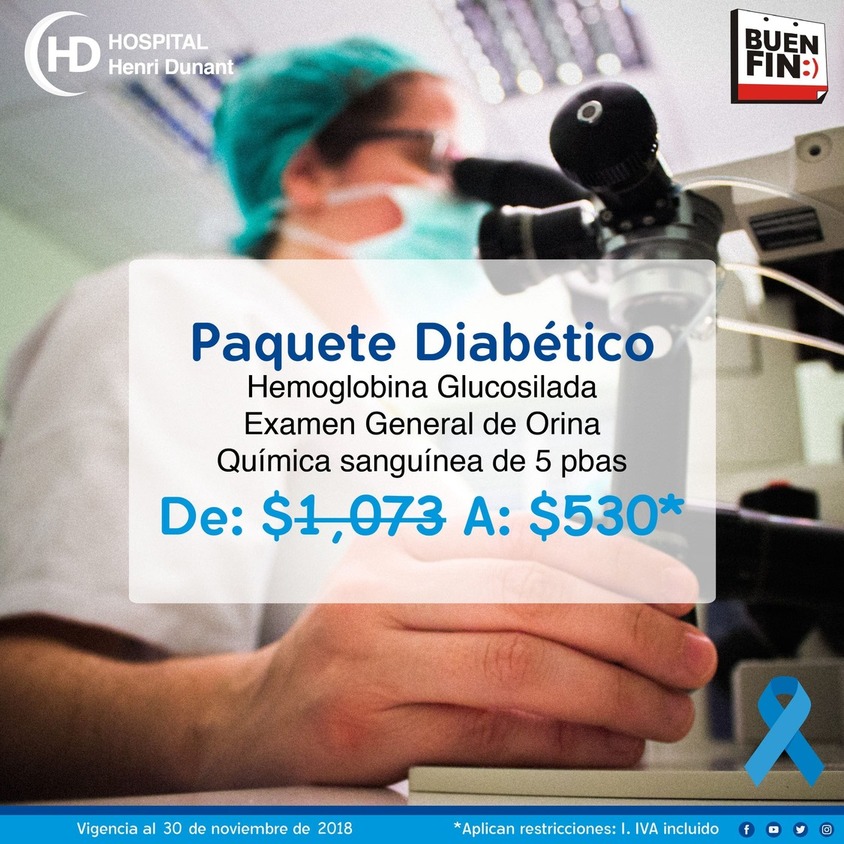 HD HOSPITAL
Henri Dunant
BUEN
FIN:)
Paquete Diabético
Hemoglobina Glucosilada
Examen General de Orina
Química sanguínea de 5 pbas
De: $1,073 A: $530*
Vigencia al 30 de noviembre de 2018
*Aplican restricciones: I. IVA incluido